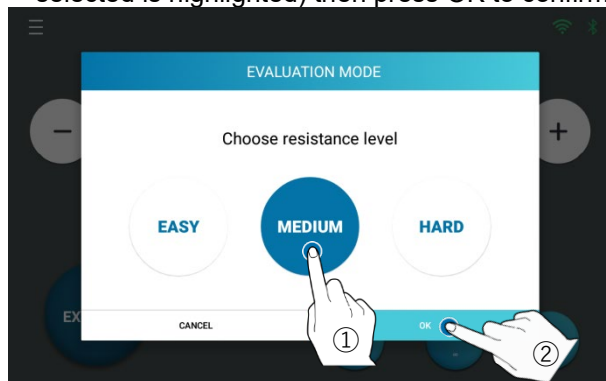 selected is highlighted) then press OK to confirm
EVALUATION MODE
Choose resistance level
− +
EASY MEDIUM HARD
EX
CANCEL OK
① ②